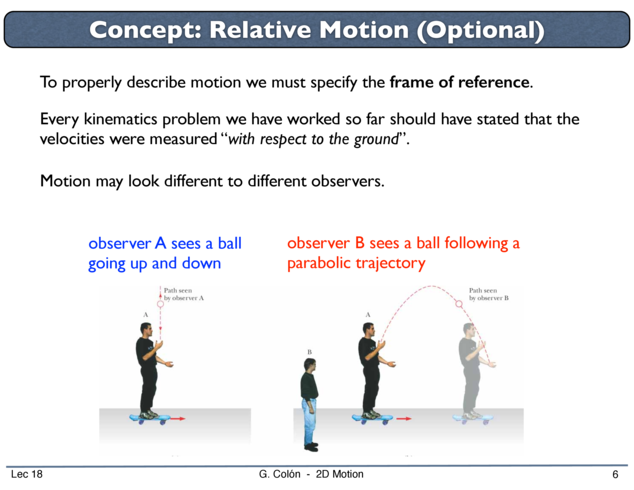 Concept: Relative Motion (Optional)
To properly describe motion we must specify the frame of reference.
Every kinematics problem we have worked so far should have stated that the
velocities were measured “with respect to the ground”.
Motion may look different to different observers.
observer A sees a ball
going up and down
observer B sees a ball following a
parabolic trajectory
Path seen
by observer A
A
Path seen
by observer B
A
B
Lec 18
G. Colón - 2D Motion
6